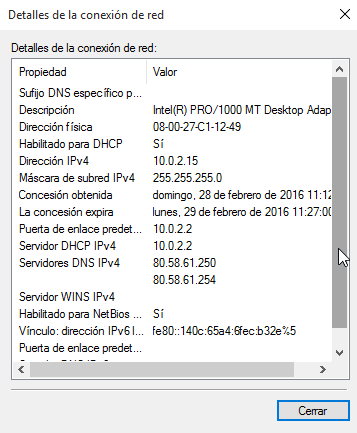 Detalles de la conexión de red
Detalles de la conexión de red:
Propiedad Valor
Sufijo DNS específico p...
Descripción Intel(R) PRO/1000 MT Desktop Adap
Dirección física 08-00-27-C1-12-49
Habilitado para DHCP Sí
Dirección IPv4 10.0.2.15
Máscara de subred IPv4 255.255.255.0
Concesión obtenida domingo, 28 de febrero de 2016 11:12
La concesión expira lunes, 29 de febrero de 2016 11:27:00
Puerta de enlace predet... 10.0.2.2
Servidor DHCP IPv4 10.0.2.2
Servidores DNS IPv4 80.58.61.250
80.58.61.254
Servidor WINS IPv4
Habilitado para NetBios ... Sí
Vínculo: dirección IPv6 l... fe80::140c:65a4:6fec:b32e%5
Puerta de enlace predet...
Cerrar